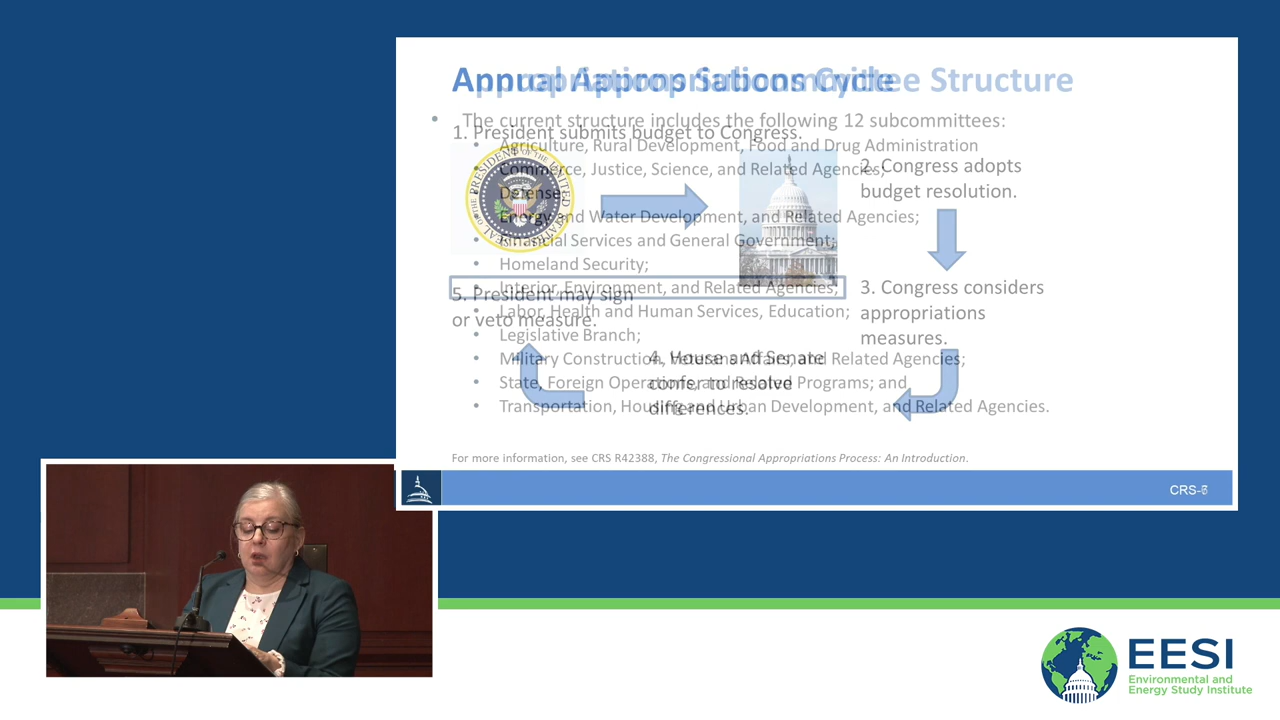 Annual Appropriations Cycle
Appropriations Subcommittee Structure
The current structure includes the following 12 subcommittees:
1. President submits budget to Congress.
Agriculture, Rural Development, Food and Drug Administration
Commerce, Justice, Science, and Related Agencies;
2. Congress adopts
budget resolution.
Defense
Energy and Water Development, and Related Agencies;
Financial Services and General Government;
Homeland Security;
Interior, Environment, and Related Agencies;
3. Congress considers
appropriations
measures.
5. President may sign
or veto measure.
Labor, Health and Human Services, Education;
Legislative Branch;
Military Construction, Veterans Affairs, and Related Agencies;
4. House and Senate
confer to resolve
differences.
State, Foreign Operations, and Related Programs; and
Transportation, Housing and Urban Development, and Related Agencies.
For more information, see CRS R42388, The Congressional Appropriations Process: An Introduction.
CRS-
EESI
Environmental and
Energy Study Institute